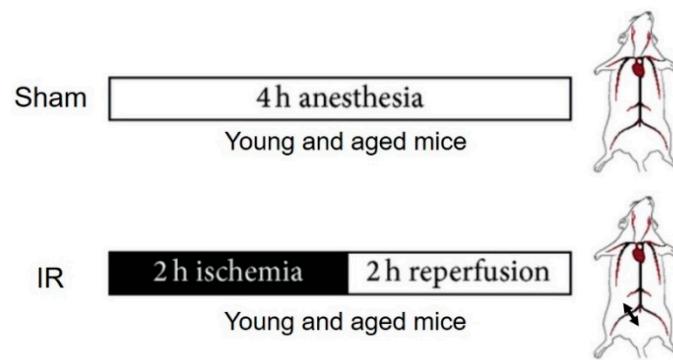 Sham
4 h anesthesia
Young and aged mice
IR
2 h ischemia
2 h reperfusion
Young and aged mice